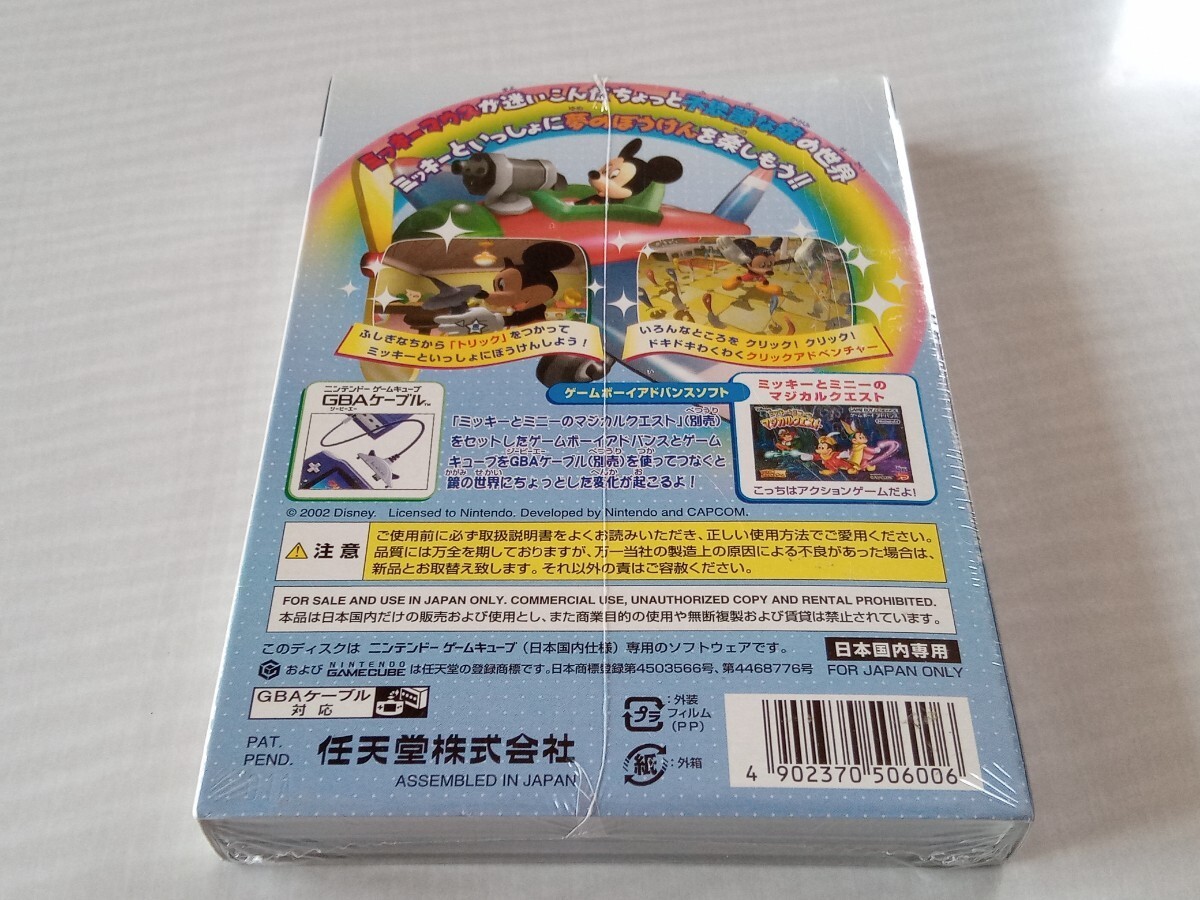 ミッキーマウスが迷いこんだちょっと不思議な鏡の世界
ミッキーといっしょに夢のぼうけんを楽しもう!!
ふしぎなちから「トリック」をつかって
ミッキーといっしょにぼうけんしよう！
いろんなところを クリック！クリック！
ドキドキわくわくクリックアドベンチャー
ニンテンドー ゲームキューブ
GBAケーブル™
ジービーエー
ゲームボーイアドバンスソフト
「ミッキーとミニーのマジカルクエスト」(別売)
をセットしたゲームボーイアドバンスとゲーム
キューブをGBAケーブル(別売)を使ってつなぐと
鏡の世界にちょっとした変化が起こるよ！
ミッキーとミニーの
マジカルクエスト
こっちはアクションゲームだよ！
© 2002 Disney. Licensed to Nintendo. Developed by Nintendo and CAPCOM.
注意
ご使用前に必ず取扱説明書をよくお読みいただき、正しい使用方法でご愛用ください。
品質には万全を期しておりますが、万一当社の製造上の原因による不良があった場合は、
新品とお取替え致します。それ以外の責はご容赦ください。
FOR SALE AND USE IN JAPAN ONLY. COMMERCIAL USE, UNAUTHORIZED COPY AND RENTAL PROHIBITED.
本品は日本国内だけの販売および使用とし、また商業目的の使用や無断複製および賃貸は禁止されています。
このディスクは ニンテンドー ゲームキューブ (日本国内仕様) 専用のソフトウェアです。
および NINTENDO GAMECUBE は任天堂の登録商標です。日本商標登録第4503566号、第4468776号
日本国内専用
FOR JAPAN ONLY
GBAケーブル
対応
PAT.
PEND.
任天堂株式会社
ASSEMBLED IN JAPAN
プラ
:外装
フィルム
(PP)
紙
:外箱
4 902370 506006